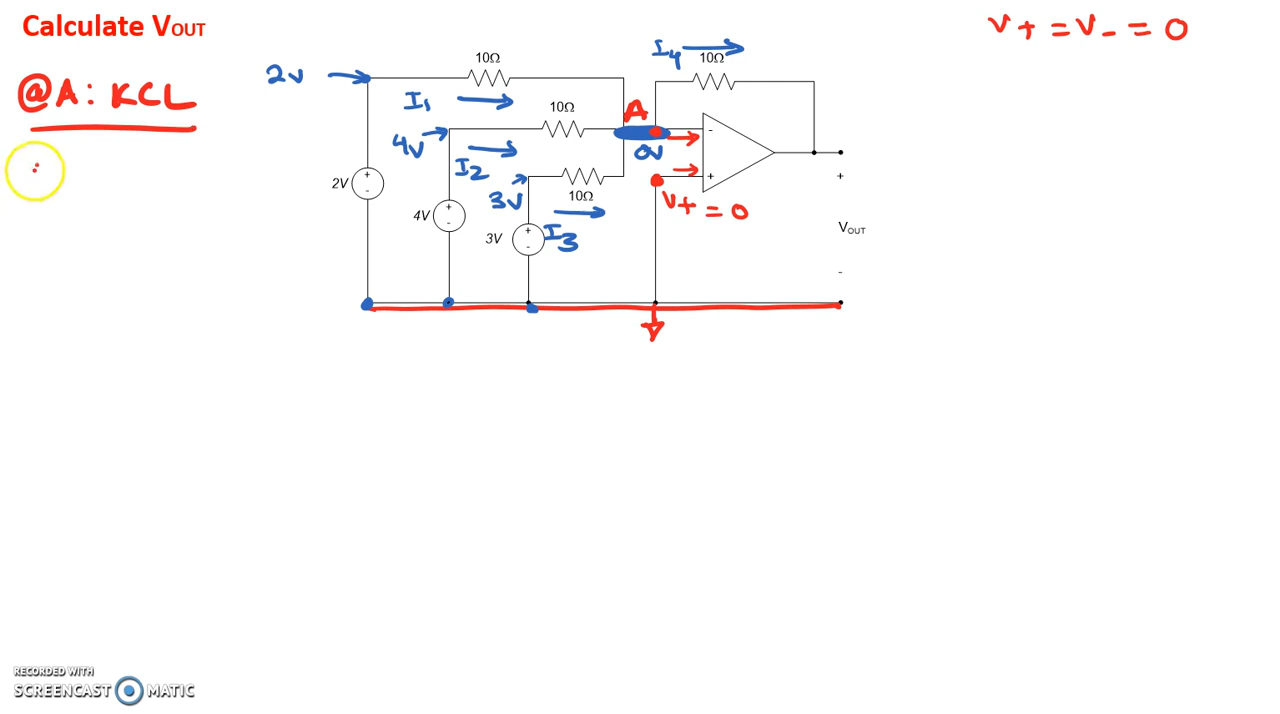 Calculate VOUT
V+ = V- = 0
@A: KCL
2V
I1
10Ω
I4
10Ω
4V
I2
10Ω
A
0V
-
+
3V
10Ω
I3
V+ = 0
2V
+
-
4V
+
-
3V
+
-
+
VOUT
-
RECORDED WITH
SCREENCAST MATIC